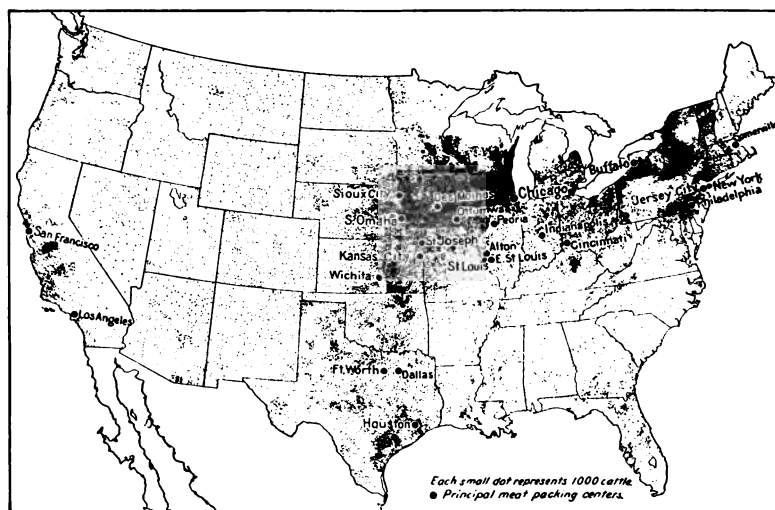 Somerville
Buffalo
Chicago
New York
Jersey City
Philadelphia
Sioux City
Des Moines
S. Omaha
Peoria
Indianapolis
Cincinnati
St. Joseph
Alton
E. St Louis
St Louis
Kansas City
Wichita
San Francisco
Los Angeles
Ft. Worth
Dallas
Houston
Each small dot represents 1000 cattle
Principal meat packing centers.